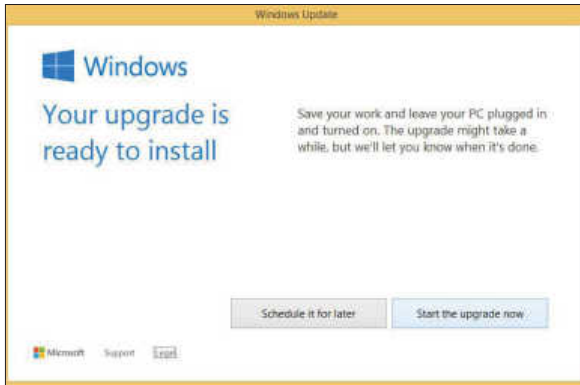 Windows Update
Windows
Your upgrade is
ready to install
Save your work and leave your PC plugged in
and turned on. The upgrade might take a
while, but we'll let you know when it's done.
Schedule it for later
Start the upgrade now
Microsoft
Support
Legal